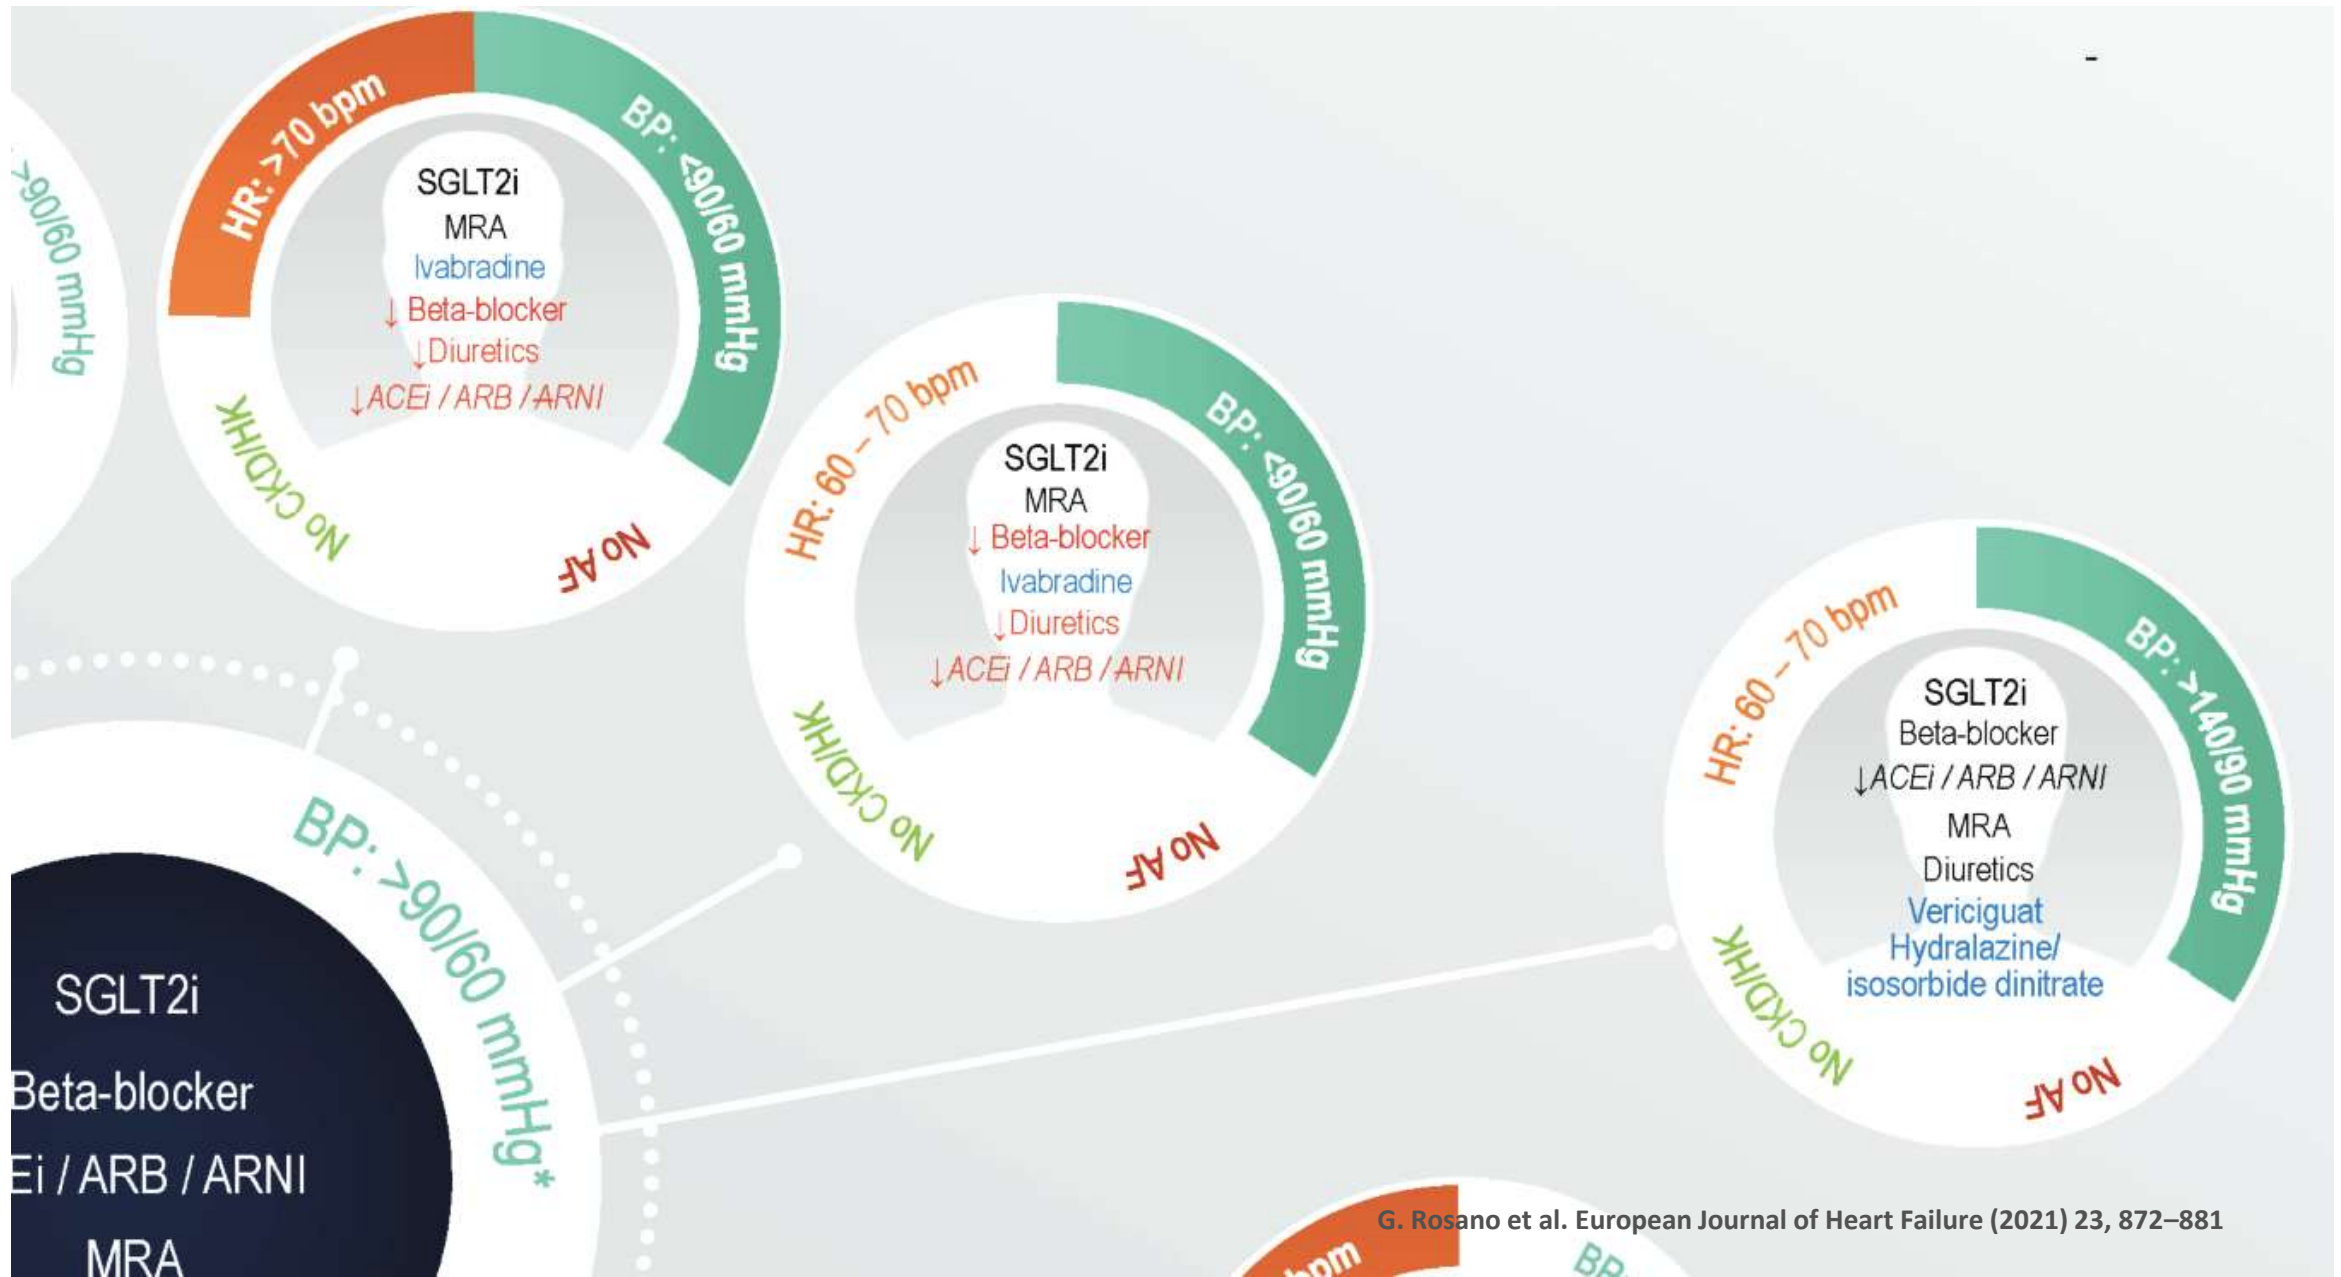 -
>90/60 mmHg
HR: >70 bpm
BP: <90/60 mmHg
SGLT2i
MRA
Ivabradine
↓ Beta-blocker
↓Diuretics
↓ACEi / ARB / ARNI
No CKD/HK
No AF
HR: 60 – 70 bpm
BP: <90/60 mmHg
SGLT2i
MRA
↓ Beta-blocker
Ivabradine
↓Diuretics
↓ACEi / ARB / ARNI
No CKD/HK
No AF
HR: 60 – 70 bpm
BP: >140/90 mmHg
SGLT2i
Beta-blocker
↓ACEi / ARB / ARNI
MRA
Diuretics
Vericiguat
Hydralazine/
isosorbide dinitrate
No CKD/HK
No AF
BP: >90/60 mmHg*
SGLT2i
Beta-blocker
Ei / ARB / ARNI
MRA
G. Rosano et al. European Journal of Heart Failure (2021) 23, 872–881
bpm
BP: